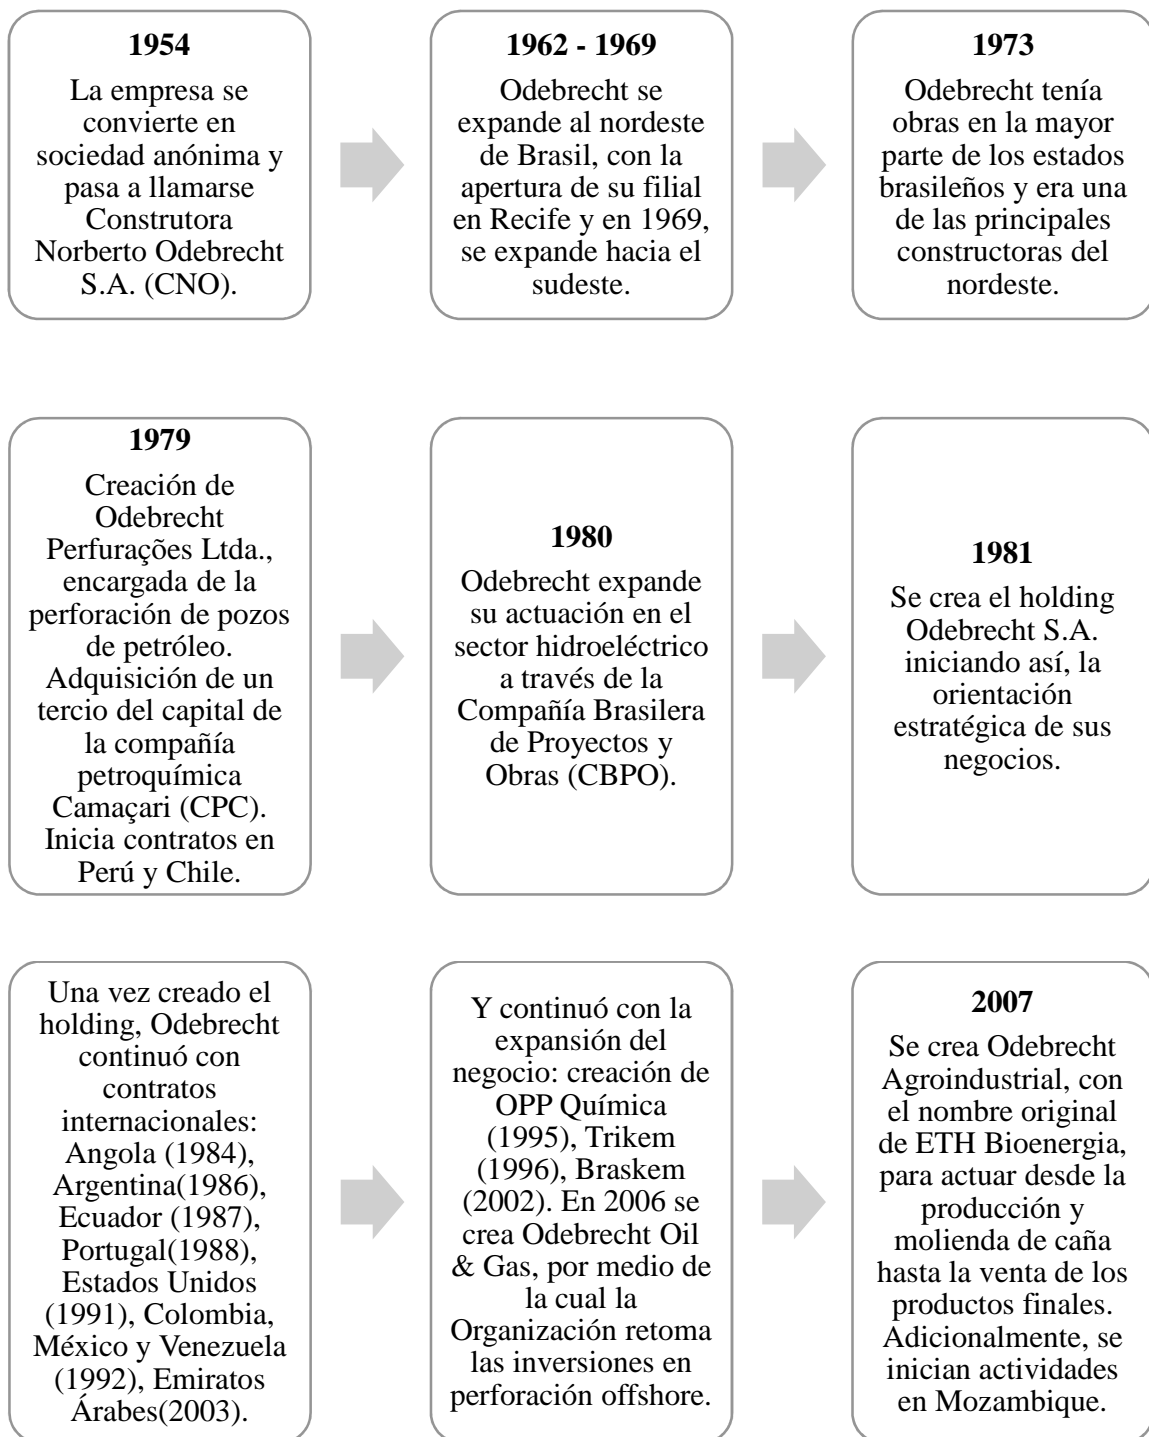 1954
La empresa se
convierte en
sociedad anónima y
pasa a llamarse
Construtora
Norberto Odebrecht
S.A. (CNO).
1962 - 1969
Odebrecht se
expande al nordeste
de Brasil, con la
apertura de su filial
en Recife y en 1969,
se expande hacia el
sudeste.
1973
Odebrecht tenía
obras en la mayor
parte de los estados
brasileños y era una
de las principales
constructoras del
nordeste.
1979
Creación de
Odebrecht
Perfurações Ltda.,
encargada de la
perforación de pozos
de petróleo.
Adquisición de un
tercio del capital de
la compañía
petroquímica
Camaçari (CPC).
Inicia contratos en
Perú y Chile.
1980
Odebrecht expande
su actuación en el
sector hidroeléctrico
a través de la
Compañía Brasilera
de Proyectos y
Obras (CBPO).
1981
Se crea el holding
Odebrecht S.A.
iniciando así, la
orientación
estratégica de sus
negocios.
Una vez creado el
holding, Odebrecht
continuó con
contratos
internacionales:
Angola (1984),
Argentina(1986),
Ecuador (1987),
Portugal(1988),
Estados Unidos
(1991), Colombia,
México y Venezuela
(1992), Emiratos
Árabes(2003).
Y continuó con la
expansión del
negocio: creación de
OPP Química
(1995), Trikem
(1996), Braskem
(2002). En 2006 se
crea Odebrecht Oil
& Gas, por medio de
la cual la
Organización retoma
las inversiones en
perforación offshore.
2007
Se crea Odebrecht
Agroindustrial, con
el nombre original
de ETH Bioenergia,
para actuar desde la
producción y
molienda de caña
hasta la venta de los
productos finales.
Adicionalmente, se
inician actividades
en Mozambique.